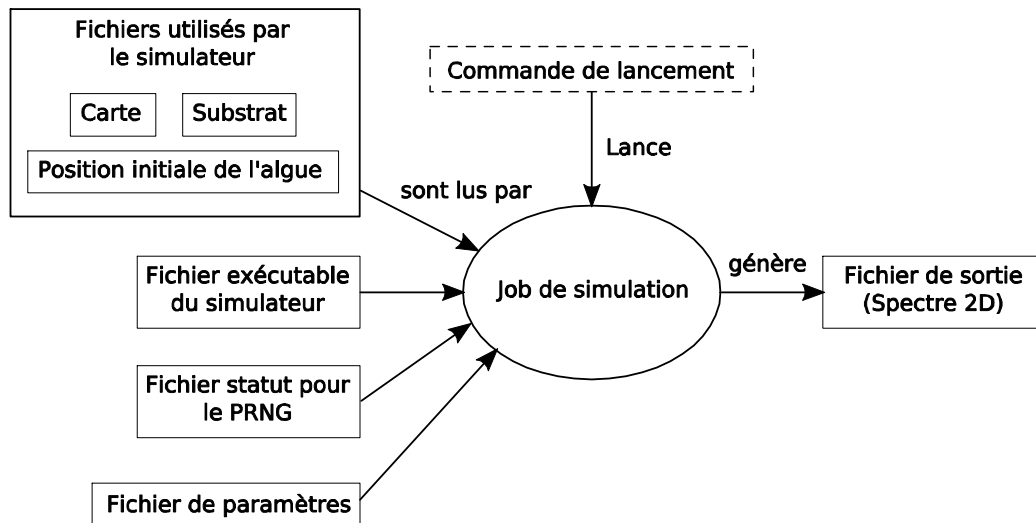 Fichiers utilisés par
le simulateur
Carte
Substrat
Position initiale de l'algue
Commande de lancement
Lance
sont lus par
Fichier exécutable
du simulateur
Job de simulation
génère
Fichier de sortie
(Spectre 2D)
Fichier statut pour
le PRNG
Fichier de paramètres